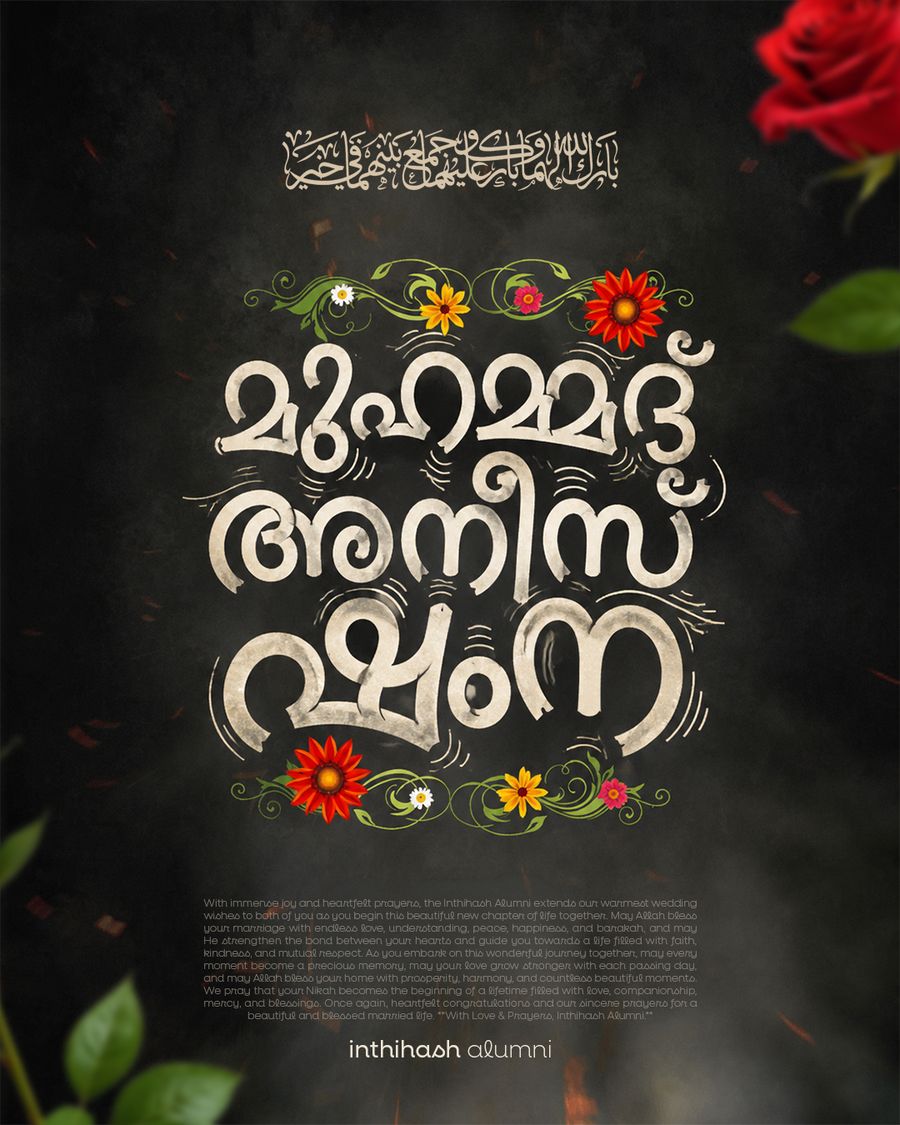 بارك الله لهما وبارك عليهما وجمع بينهما في خير
മുഹമ്മദ്
അനീസ്
റഷംന
With immense joy and heartfelt prayers, the Inthihash Alumni extends our warmest wedding
wishes to both of you as you begin this beautiful new chapter of life together. May Allah bless
your marriage with endless love, understanding, peace, happiness, and barakah, and may
He strengthen the bond between your hearts and guide you towards a life filled with faith,
kindness, and mutual respect. As you embark on this wonderful journey together, may every
moment become a precious memory, may your love grow stronger with each passing day,
and may Allah bless your home with prosperity, harmony, and countless beautiful moments.
We pray that your Nikah becomes the beginning of a lifetime filled with love, companionship,
mercy, and blessings. Once again, heartfelt congratulations and our sincere prayers for a
beautiful and blessed married life. **With Love & Prayers, Inthihash Alumni.**
inthihash alumni